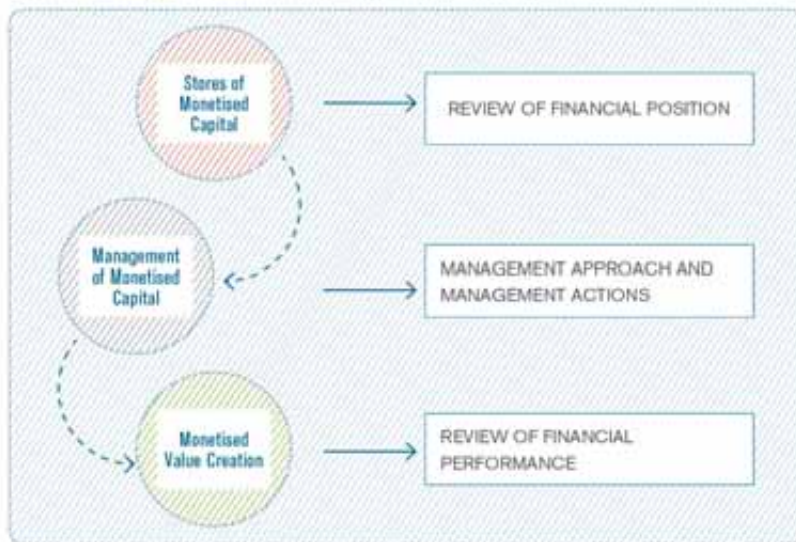 Stores of
Monetised
Capital
REVIEW OF FINANCIAL POSITION
Management
of Monetised
Capital
MANAGEMENT APPROACH AND
MANAGEMENT ACTIONS
Monetised
Value Creation
REVIEW OF FINANCIAL
PERFORMANCE